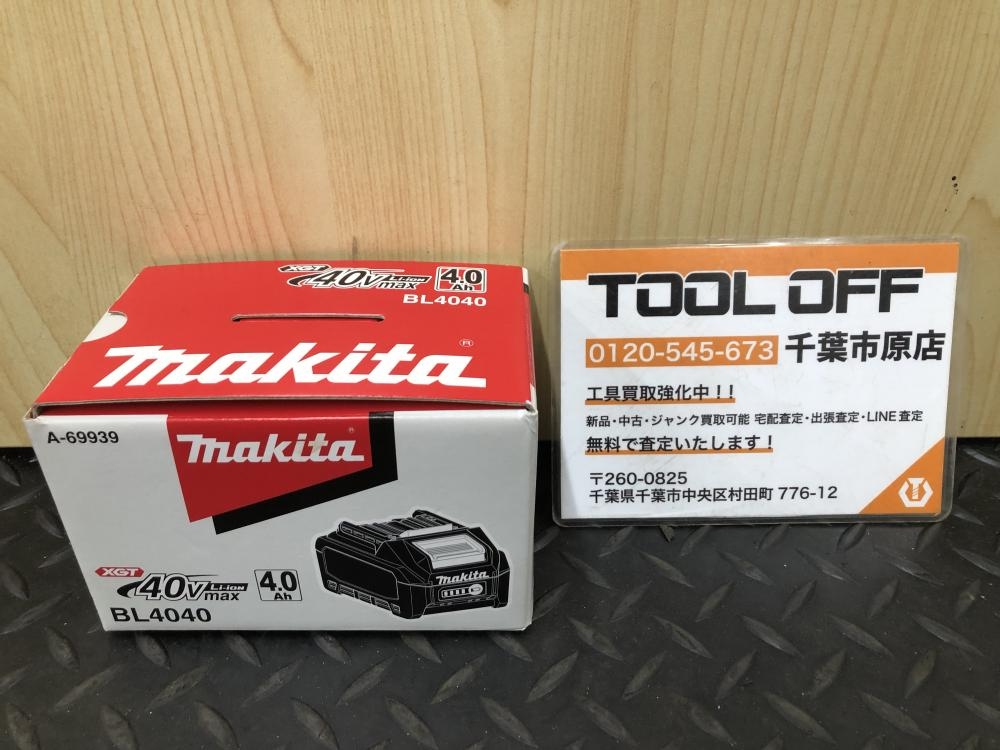 XGT 40Vmax Li-ION 4.0 Ah
BL4040
makita®
A-69939
makita®
makita
XGT 40Vmax Li-ION 4.0 Ah
BL4040
TOOL OFF
0120-545-673 千葉市原店
工具買取強化中！！
新品・中古・ジャンク買取可能 宅配査定・出張査定・LINE査定
無料で査定いたします！
〒260-0825
千葉県千葉市中央区村田町 776-12